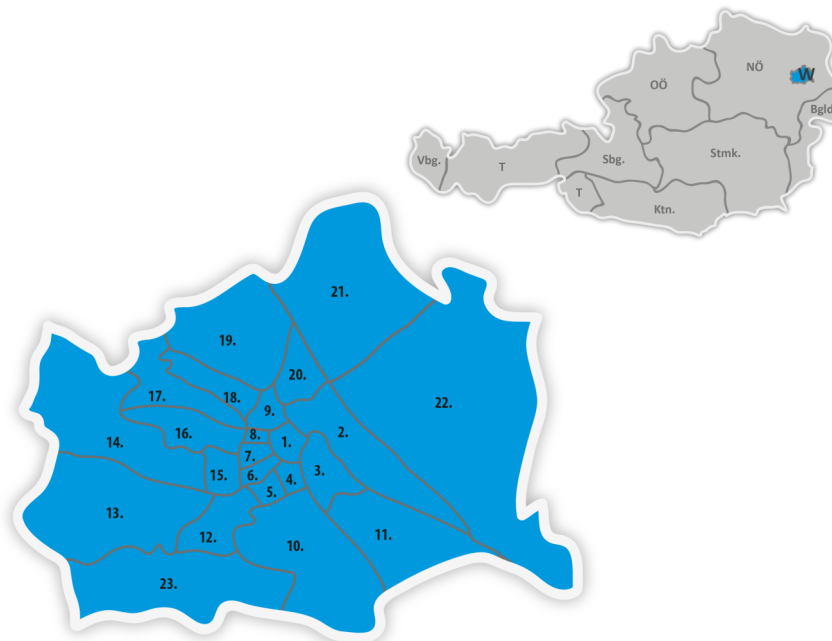 NÖ
W
OÖ
Bgld.
Vbg.
T
Sbg.
Stmk.
T
Ktn.
21.
19.
20.
17.
18.
9.
22.
16.
8.
2.
14.
1.
7.
15.
6.
4.
3.
5.
13.
12.
10.
11.
23.